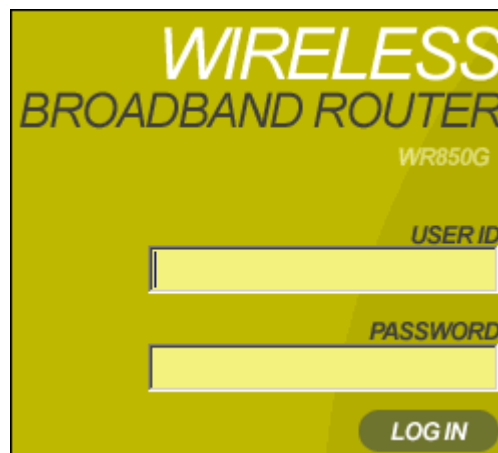 WIRELESS
BROADBAND ROUTER
WR850G
USER ID
PASSWORD
LOG IN